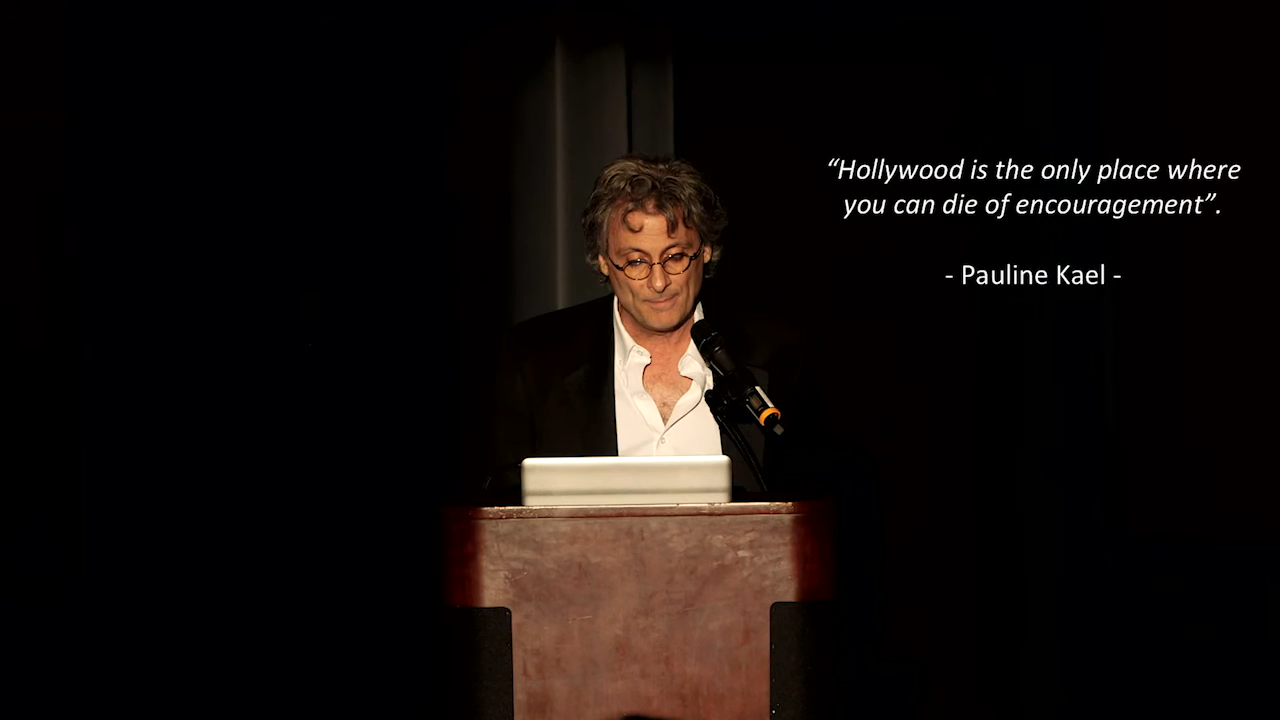 “Hollywood is the only place where
you can die of encouragement”.
- Pauline Kael -